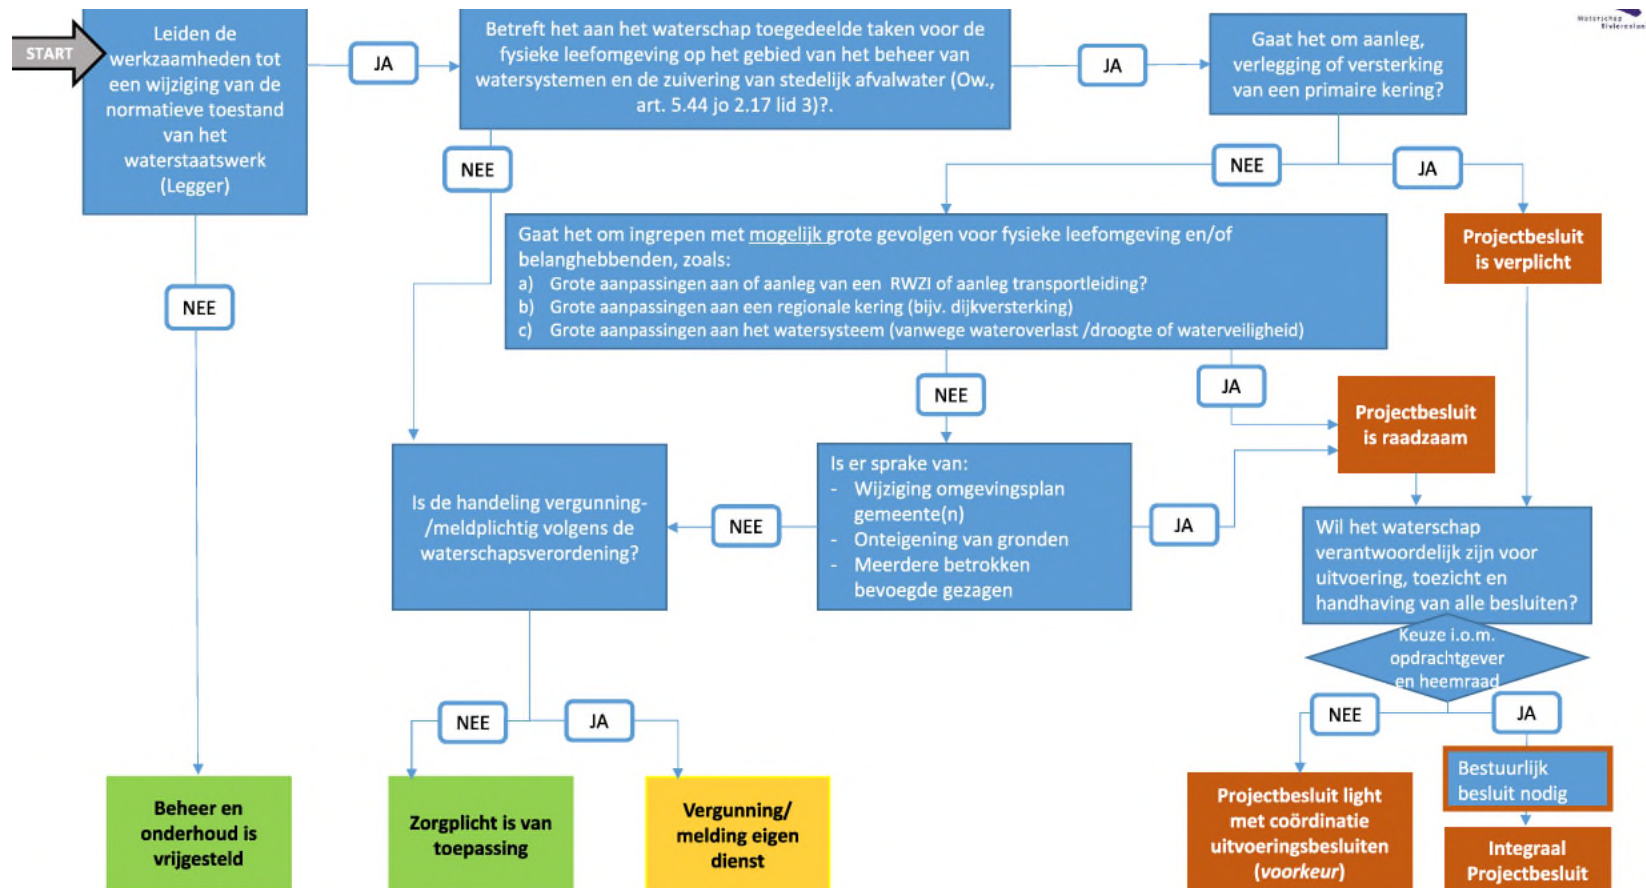 START
Leiden de
werkzaamheden tot
een wijziging van de
normatieve toestand
van het
waterstaatswerk
(Legger)
JA
Betreft het aan het waterschap toegedeelde taken voor de
fysieke leefomgeving op het gebied van het beheer van
watersystemen en de zuivering van stedelijk afvalwater (Ow.,
art. 5.44 jo 2.17 lid 3)?.
JA
Gaat het om aanleg,
verlegging of versterking
van een primaire kering?
Waterschap
Rivierenland
NEE
NEE
JA
Gaat het om ingrepen met mogelijk grote gevolgen voor fysieke leefomgeving en/of
belanghebbenden, zoals:
a) Grote aanpassingen aan of aanleg van een RWZI of aanleg transportleiding?
b) Grote aanpassingen aan een regionale kering (bijv. dijkversterking)
c) Grote aanpassingen aan het watersysteem (vanwege wateroverlast /droogte of waterveiligheid)
Projectbesluit
is verplicht
NEE
NEE
JA
Projectbesluit
is raadzaam
Is de handeling vergunning-
/meldplichtig volgens de
waterschapsverordening?
NEE
Is er sprake van:
- Wijziging omgevingsplan
gemeente(n)
- Onteigening van gronden
- Meerdere betrokken
bevoegde gezagen
JA
Wil het waterschap
verantwoordelijk zijn voor
uitvoering, toezicht en
handhaving van alle besluiten?
Keuze i.o.m.
opdrachtgever
en heemraad
NEE
JA
NEE
JA
Bestuurlijk
besluit nodig
Beheer en
onderhoud is
vrijgesteld
Zorgplicht is van
toepassing
Vergunning/
melding eigen
dienst
Projectbesluit light
met coördinatie
uitvoeringsbesluiten
(voorkeur)
Integraal
Projectbesluit